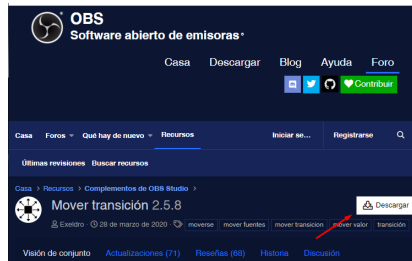 OBS
Software abierto de emisoras
Casa Descargar Blog Ayuda Foro
Contribuir
Casa Foros Qué hay de nuevo Recursos Iniciar se... Registrarse
Últimas revisiones Buscar recursos
Casa > Recursos > Complementos de OBS Studio >
Mover transición 2.5.8
Descargar
Exeldro · 28 de marzo de 2020 · moverse mover fuentes mover transicion mover valor transición
Visión de conjunto Actualizaciones (71) Reseñas (68) Historia Discusión